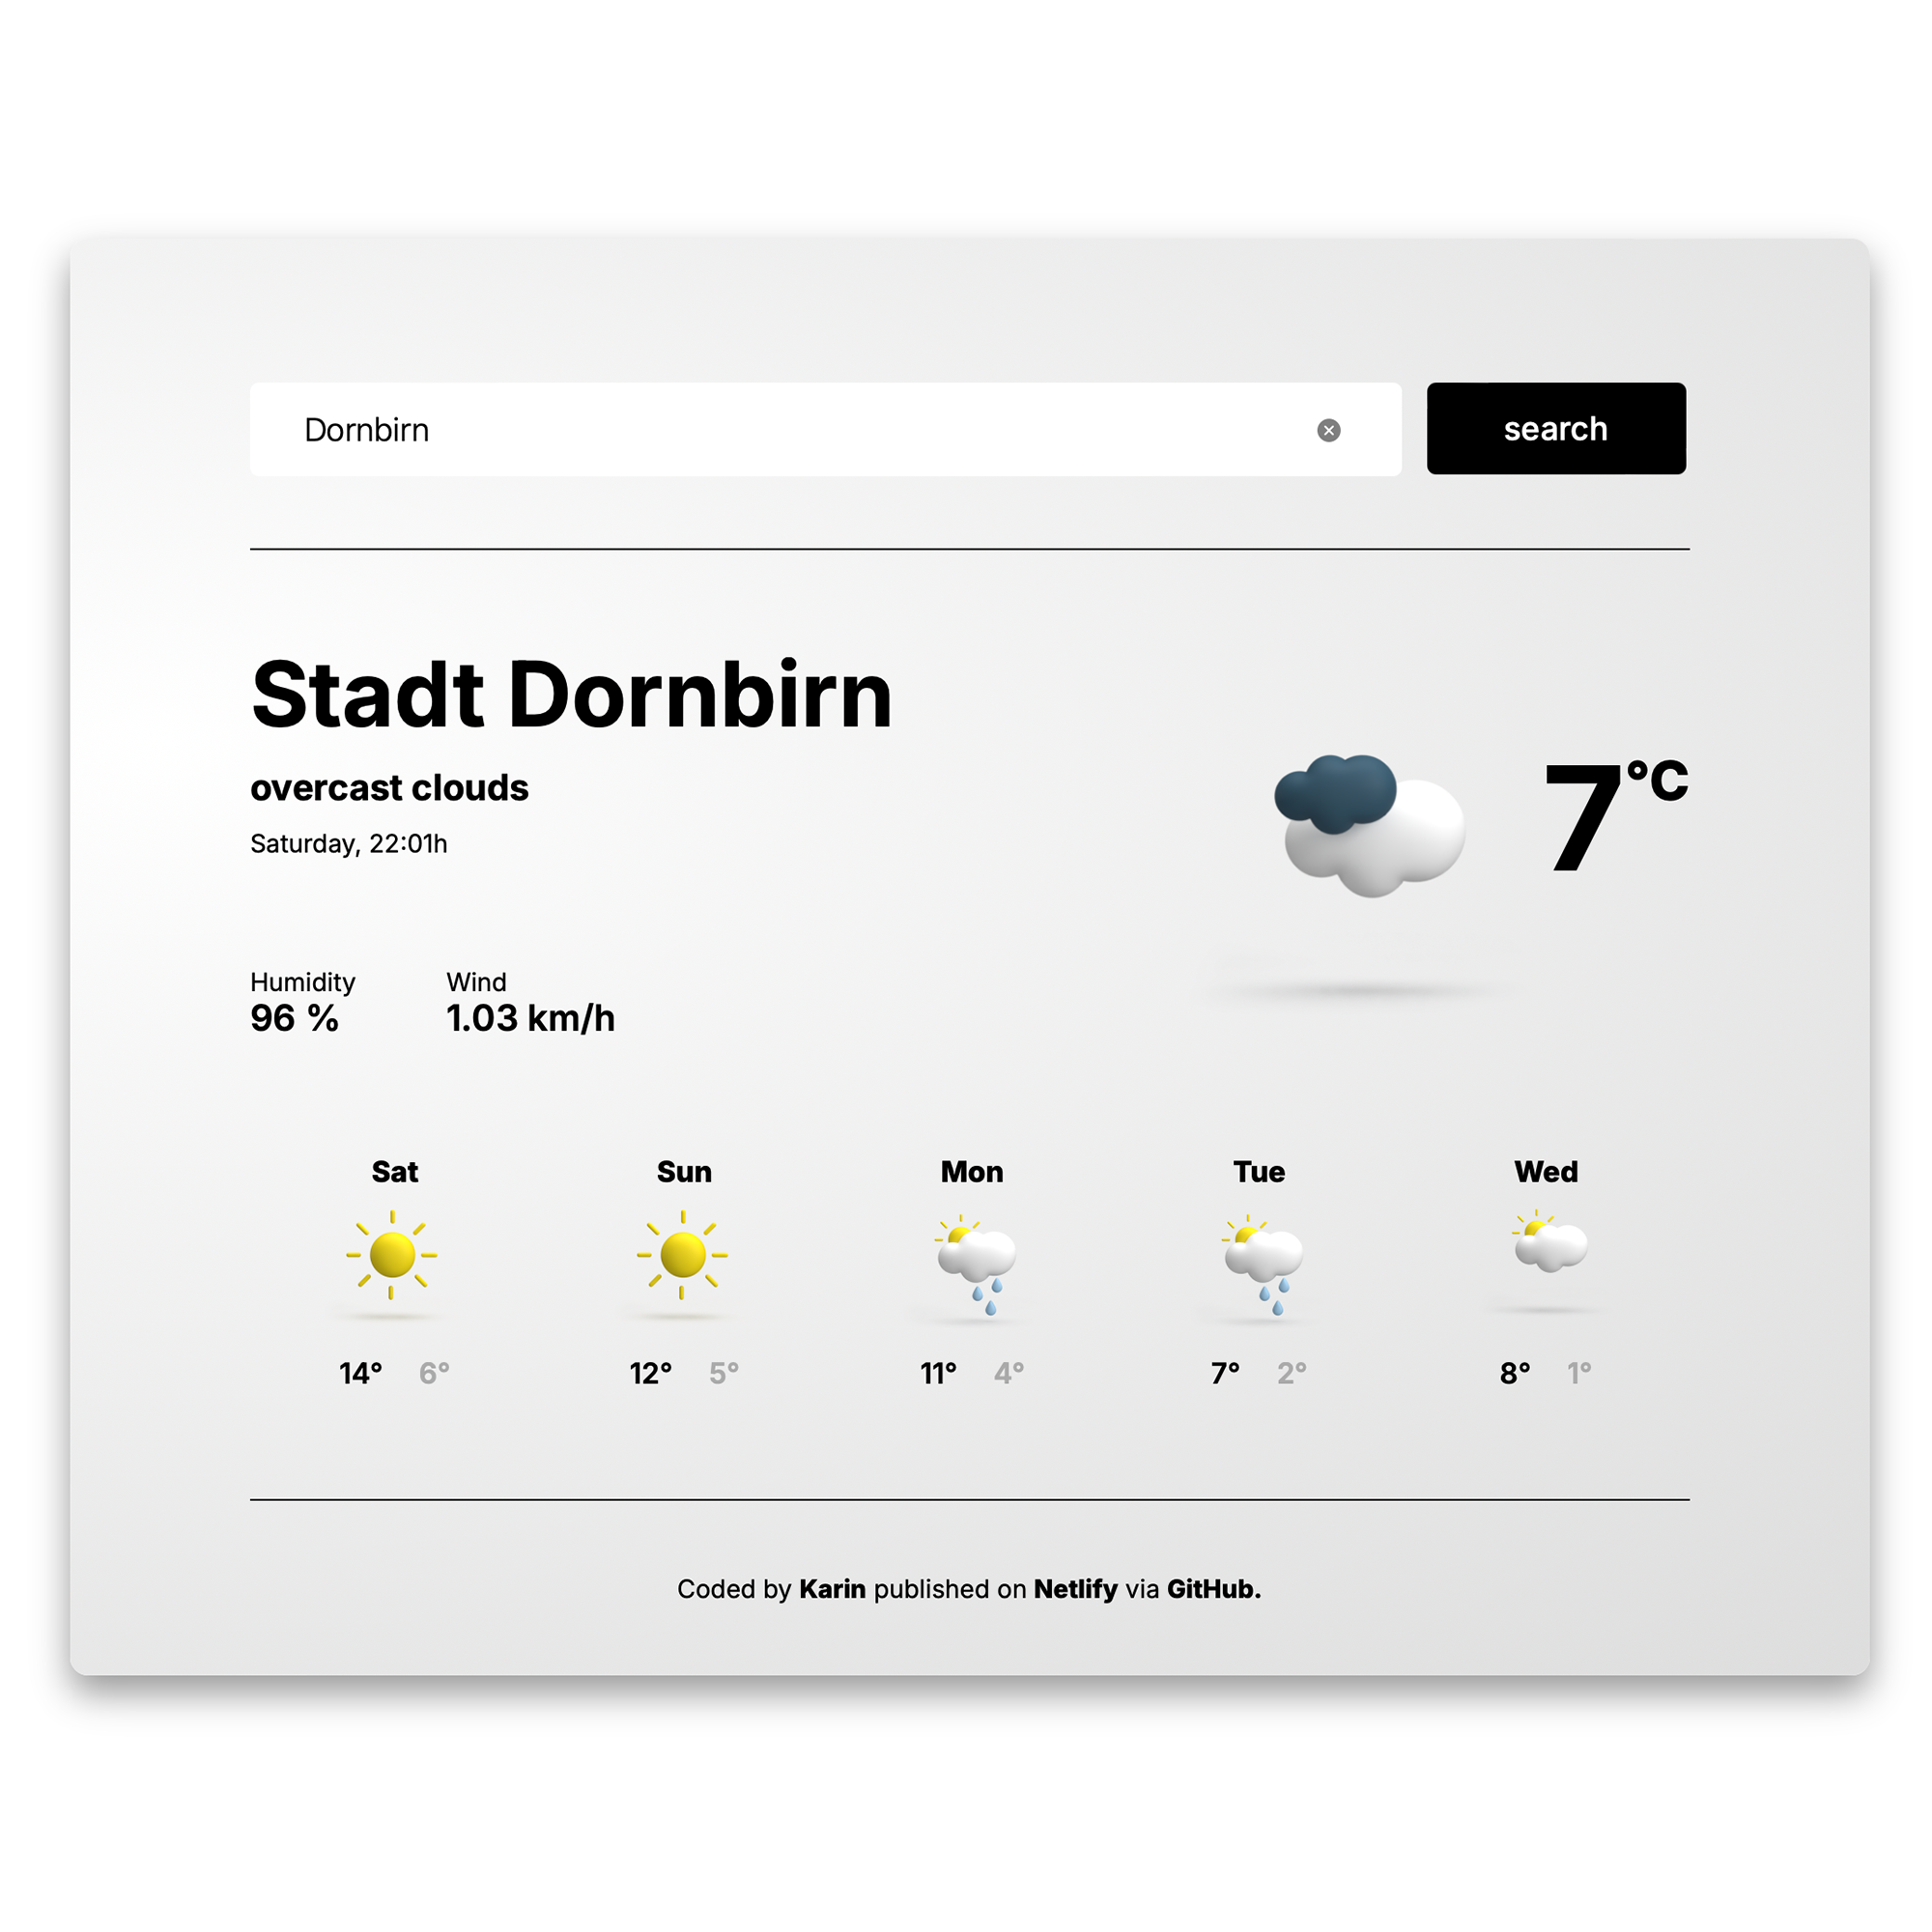 Dornbirn
search
Stadt Dornbirn
overcast clouds
Saturday, 22:01h
7°C
Humidity Wind
96 % 1.03 km/h
Sat Sun Mon Tue Wed
14° 6° 12° 5° 11° 4° 7° 2° 8° 1°
Coded by Karin published on Netlify via GitHub.